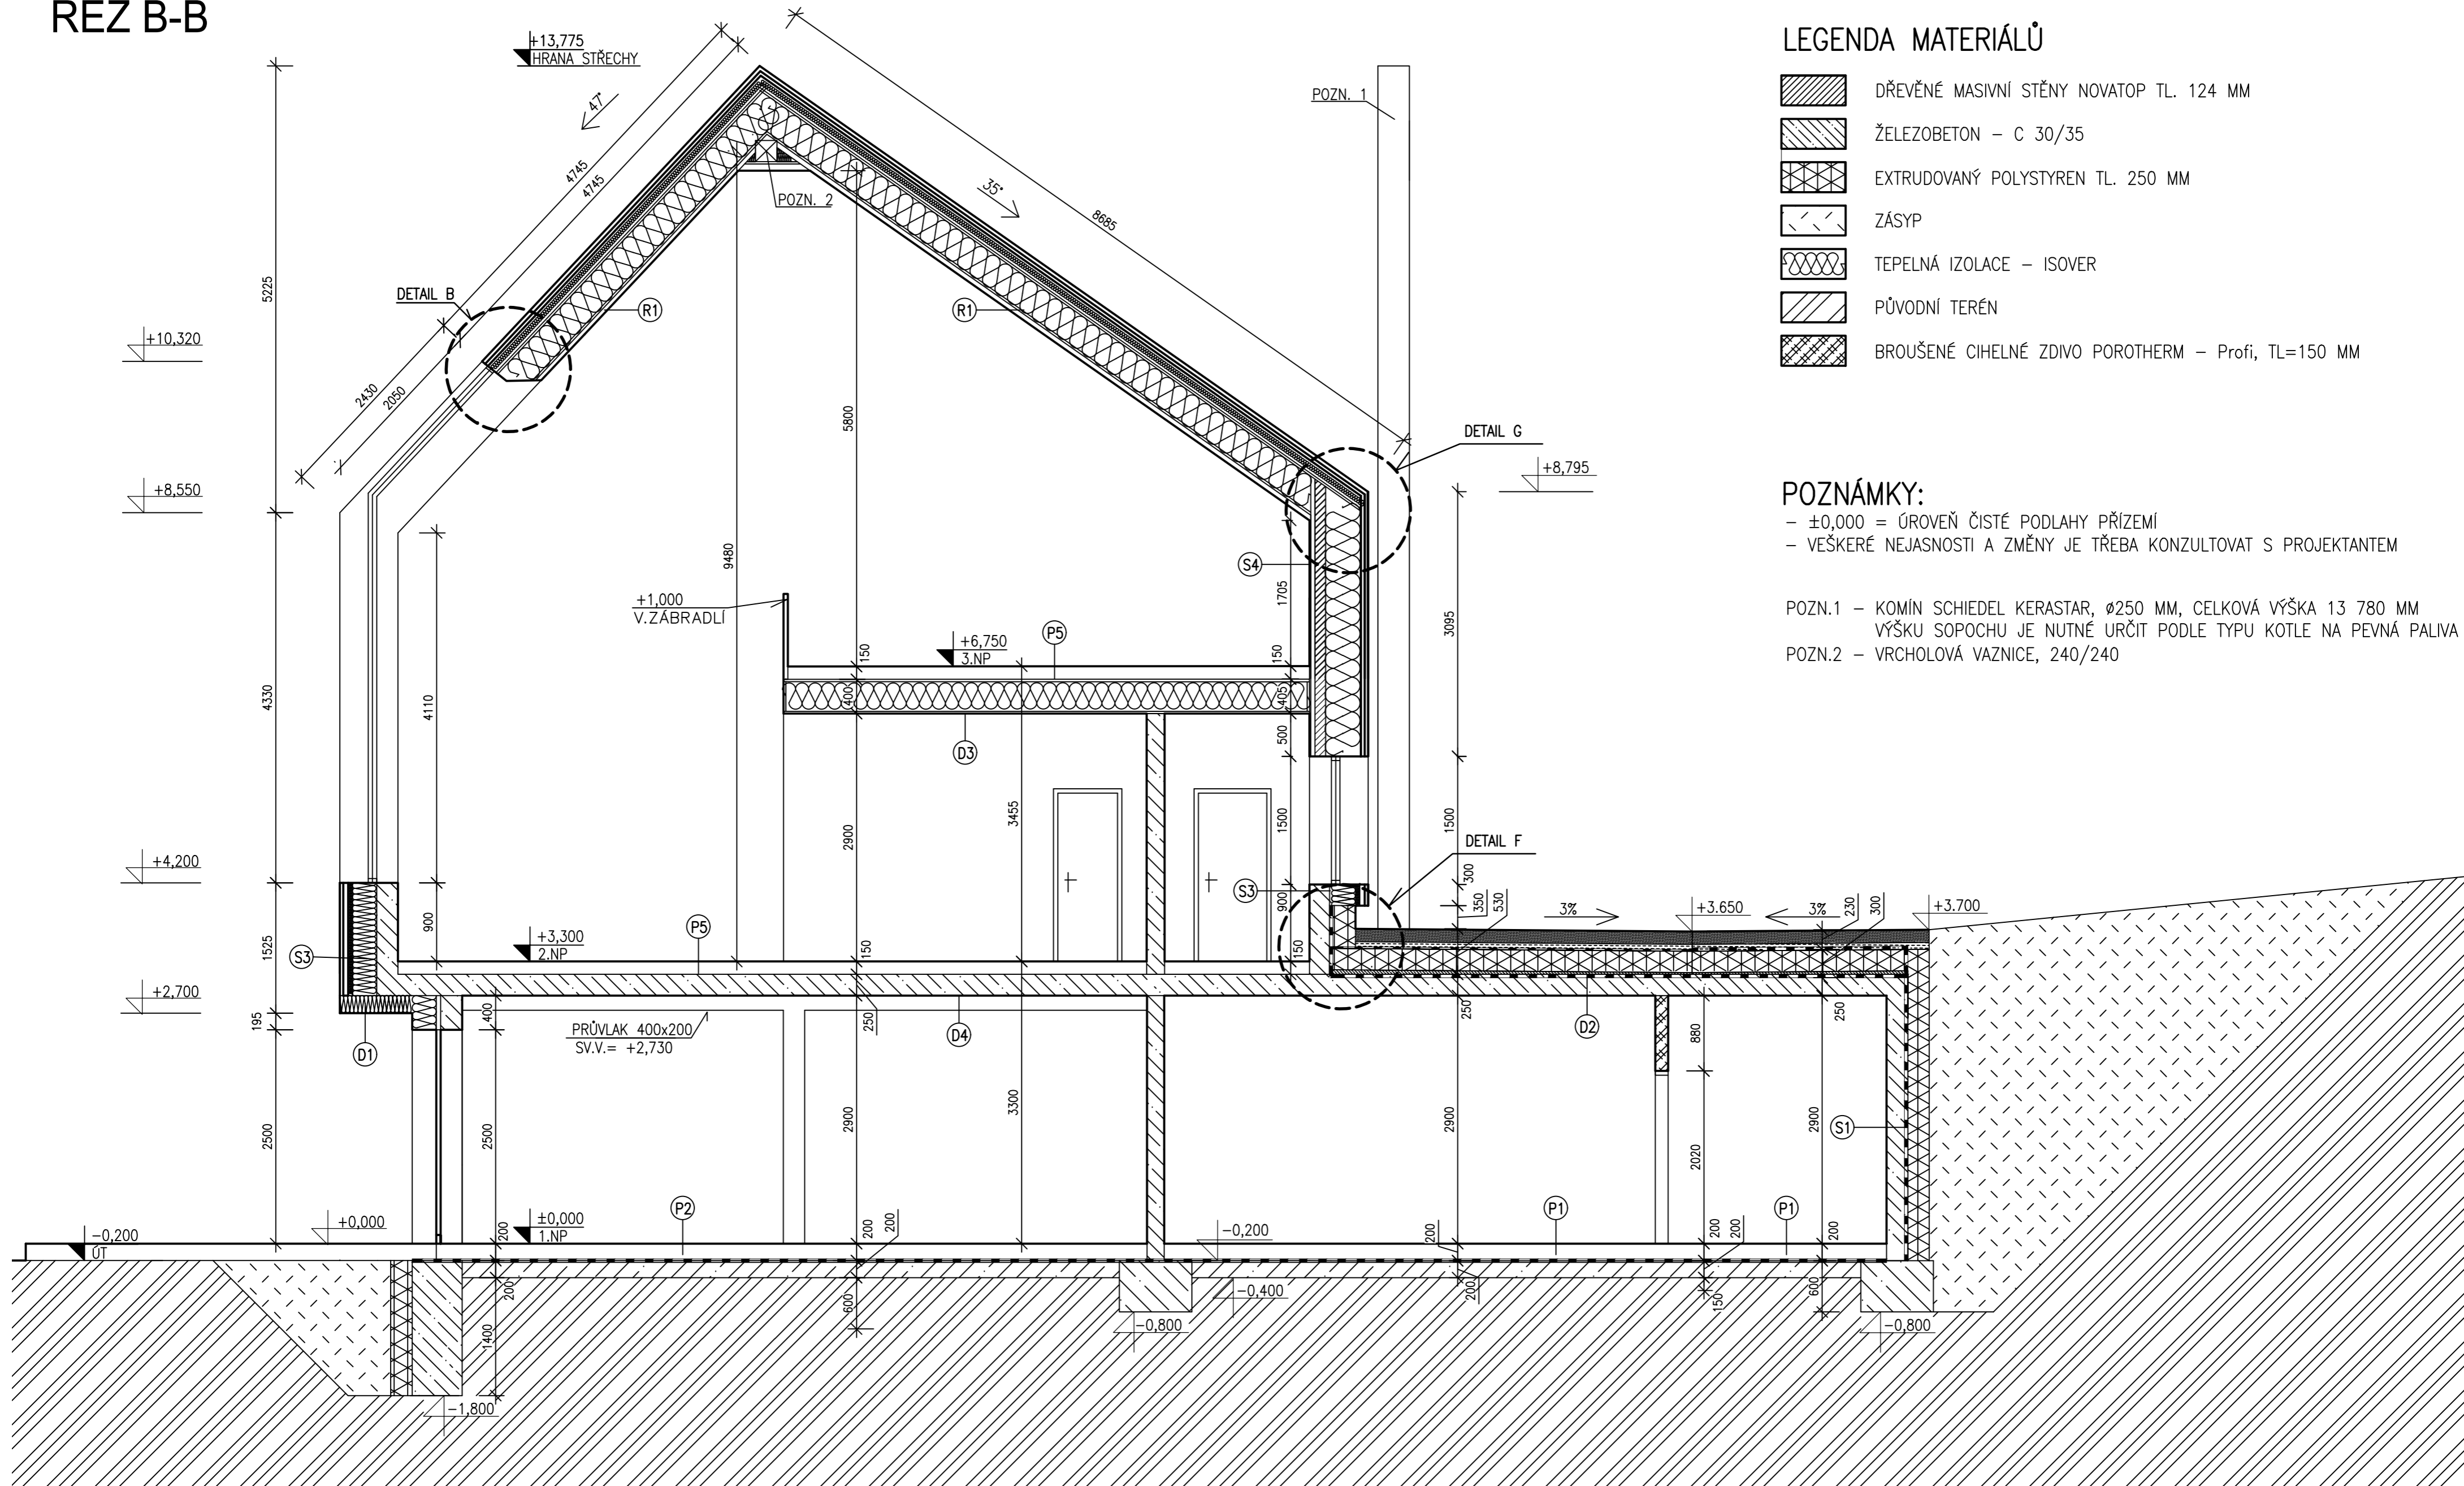 ŘEZ B-B
+13,775
HRANA STŘECHY
47°
4745
4745
POZN. 2
35°
8685
POZN. 1
5225
DETAIL B
R1
R1
+10,320
2430
2050
5800
DETAIL G
+8,550
+8,795
9480
S4
1705
3095
4330
4110
+1,000
V.ZÁBRADLÍ
150
+6,750
3.NP
P5
150
400
405
D3
500
2900
3455
1500
1500
DETAIL F
+4,200
300
S3
900
350
530
3%
+3.650
3%
230
300
+3.700
900
P5
+3,300
2.NP
150
150
1525
S3
+2,700
195
400
PRŮVLAK 400x200
SV.V.= +2,730
250
D4
250
D2
250
D1
880
2500
2500
2900
3300
2900
2020
2900
S1
-0,200
ÚT
+0,000
200
±0,000
1.NP
P2
200
200
-0,200
200
P1
200
200
P1
200
200
600
-0,400
200
150
600
1400
-0,800
-0,800
-1,800
LEGENDA MATERIÁLŮ
DŘEVĚNÉ MASIVNÍ STĚNY NOVATOP TL. 124 MM
ŽELEZOBETON – C 30/35
EXTRUDOVANÝ POLYSTYREN TL. 250 MM
ZÁSYP
TEPELNÁ IZOLACE – ISOVER
PŮVODNÍ TERÉN
BROUŠENÉ CIHELNÉ ZDIVO POROTHERM – Profi, TL=150 MM
POZNÁMKY:
– ±0,000 = ÚROVEŇ ČISTÉ PODLAHY PŘÍZEMÍ
– VEŠKERÉ NEJASNOSTI A ZMĚNY JE TŘEBA KONZULTOVAT S PROJEKTANTEM
POZN.1 – KOMÍN SCHIEDEL KERASTAR, ø250 MM, CELKOVÁ VÝŠKA 13 780 MM
VÝŠKU SOPOCHU JE NUTNÉ URČIT PODLE TYPU KOTLE NA PEVNÁ PALIVA
POZN.2 – VRCHOLOVÁ VAZNICE, 240/240